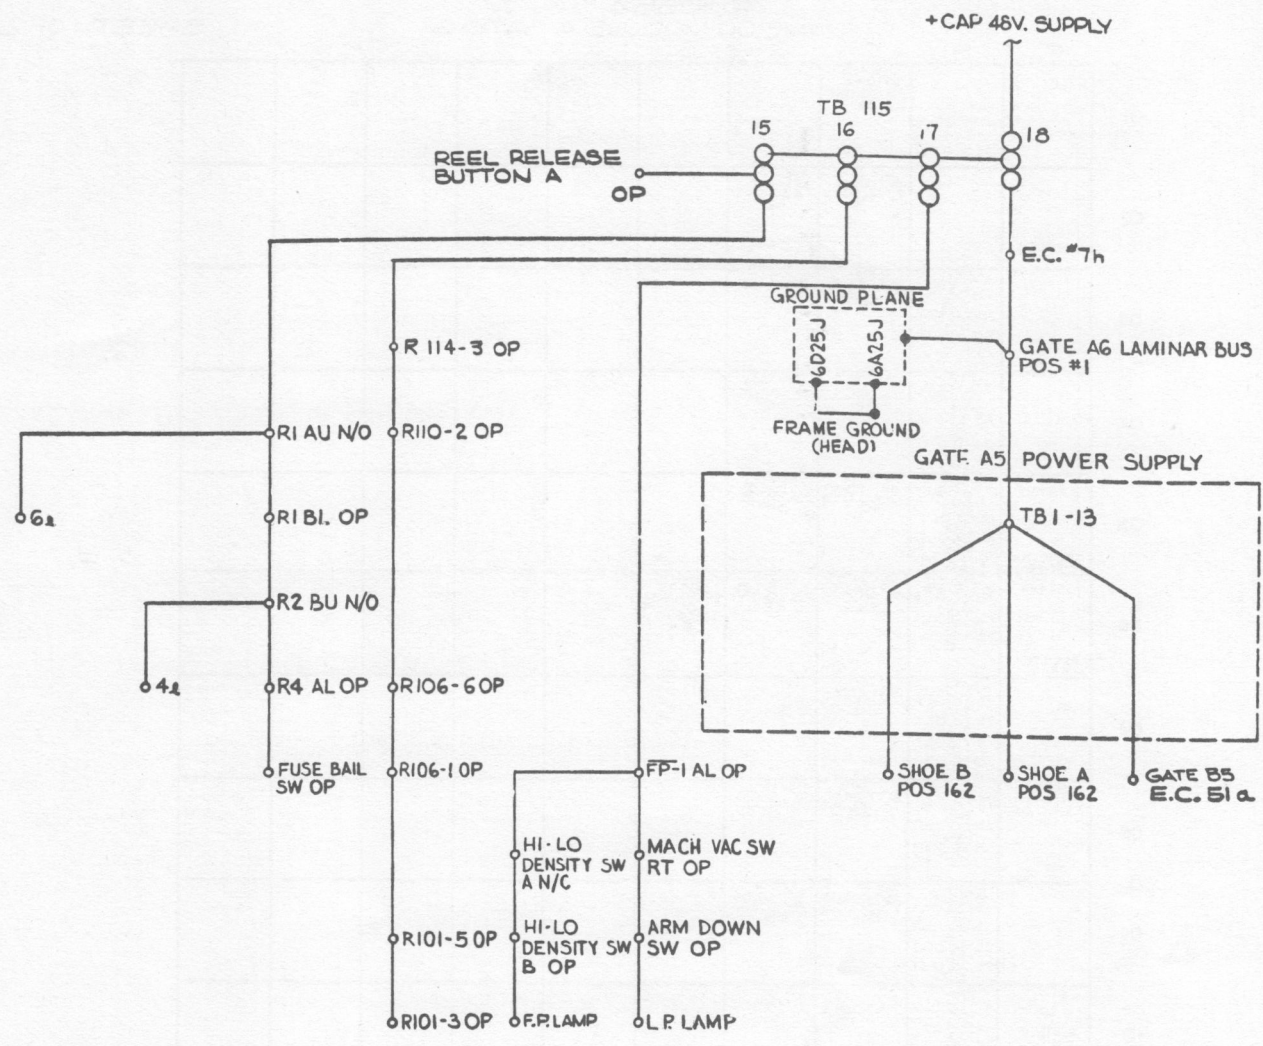 +CAP 48V. SUPPLY
TB 115
15
16
17
18
REEL RELEASE
BUTTON A
OP
E.C. #7h
GROUND PLANE
6D25J
6A25J
R 114-3 OP
GATE A6 LAMINAR BUS
POS #1
R1 AU N/O
R110-2 OP
FRAME GROUND
(HEAD)
GATE A5 POWER SUPPLY
6ℓ
R1 BL OP
TB1-13
R2 BU N/O
4ℓ
R4 AL OP
R106-6 OP
FUSE BAIL
SW OP
R106-1 OP
FP-1 AL OP
SHOE B
POS 162
SHOE A
POS 162
GATE B5
E.C. 51a
HI-LO
DENSITY SW
A N/C
MACH VAC SW
RT OP
R101-5 OP
HI-LO
DENSITY SW
B OP
ARM DOWN
SW OP
R101-3 OP
F.P. LAMP
L.P. LAMP